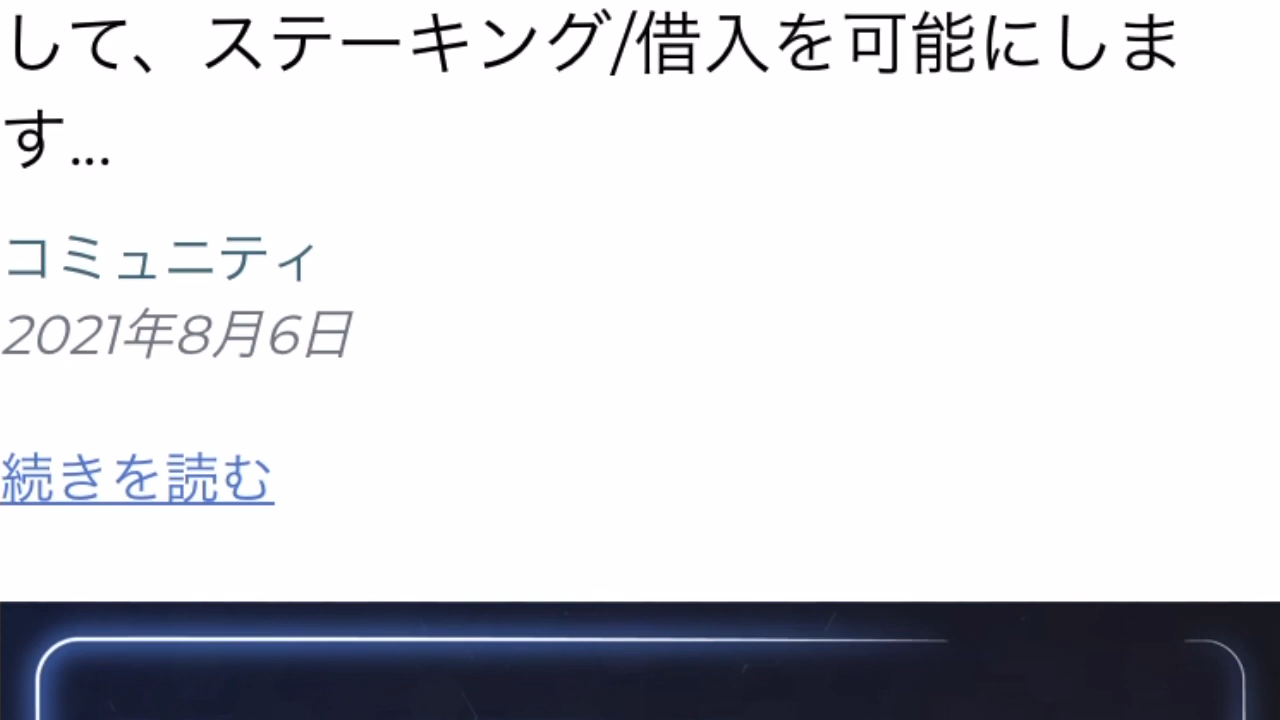 して、ステーキング/借入を可能にしま
す...
コミュニティ
2021年8月6日
続きを読む